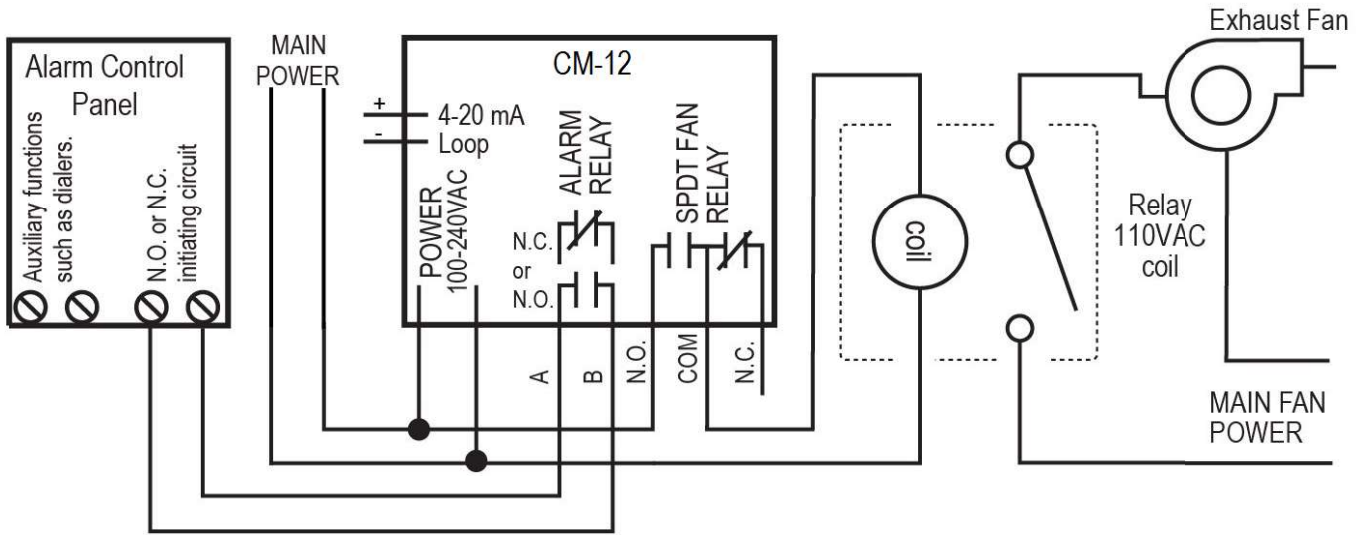 Alarm Control
Panel
Auxiliary functions
such as dialers.
N.O. or N.C.
initiating circuit
MAIN
POWER
CM-12
+
4-20 mA
-
Loop
POWER
100-240VAC
ALARM
RELAY
N.C.
or
N.O.
SPDT FAN
RELAY
A
B
N.O.
COM
N.C.
coil
Relay
110VAC
coil
Exhaust Fan
MAIN FAN
POWER